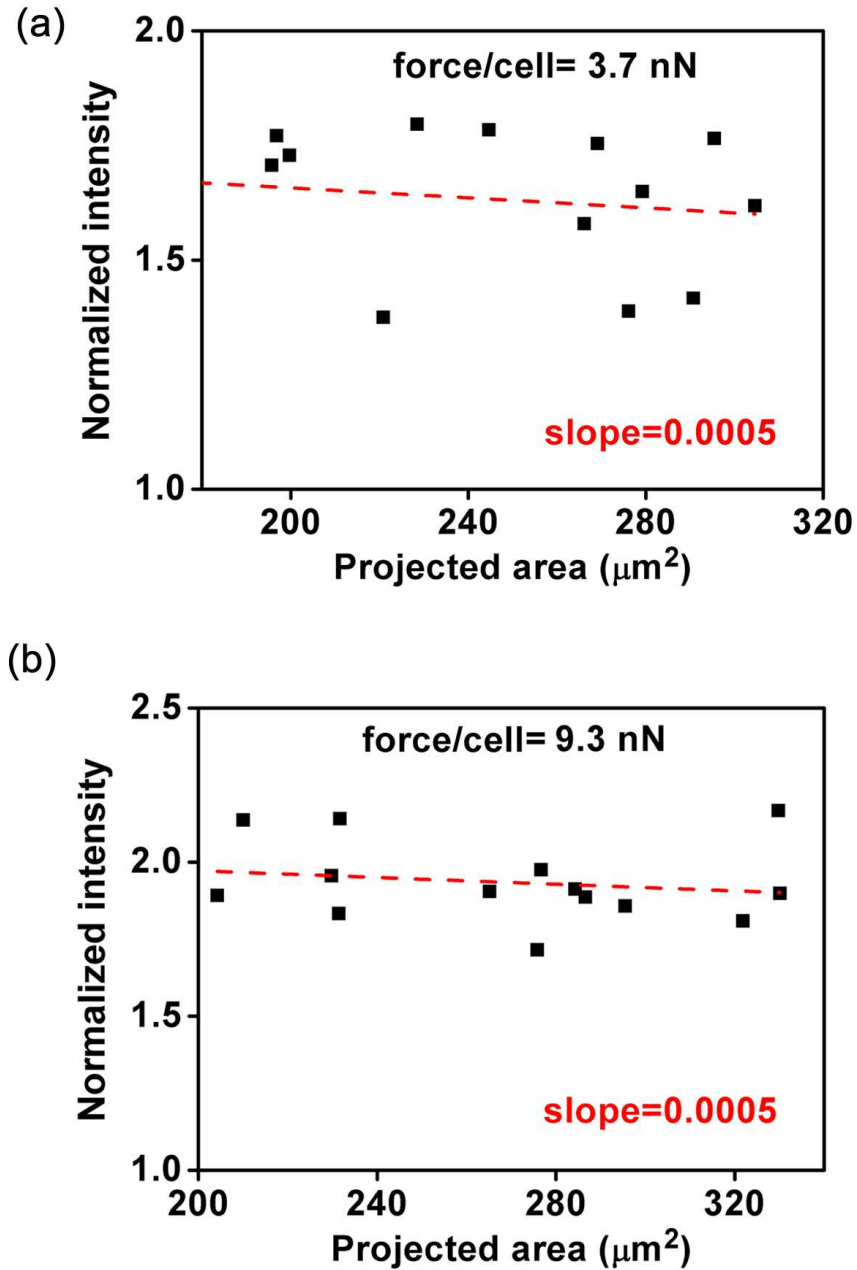 (a)
2.0
force/cell= 3.7 nN
Normalized intensity
1.5
slope=0.0005
1.0
200 240 280 320
Projected area (μm²)
(b)
2.5
force/cell= 9.3 nN
Normalized intensity
2.0
1.5
slope=0.0005
1.0
200 240 280 320
Projected area (μm²)